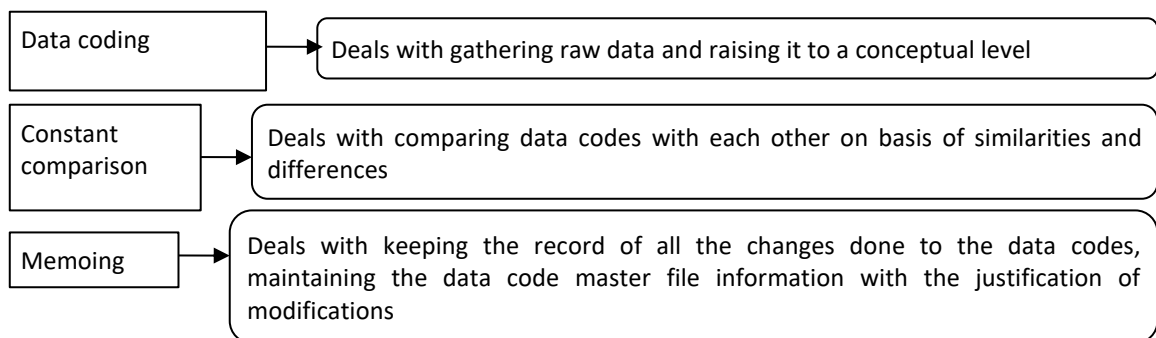 Data coding
Deals with gathering raw data and raising it to a conceptual level
Constant
comparison
Deals with comparing data codes with each other on basis of similarities and
differences
Memoing
Deals with keeping the record of all the changes done to the data codes,
maintaining the data code master file information with the justification of
modifications